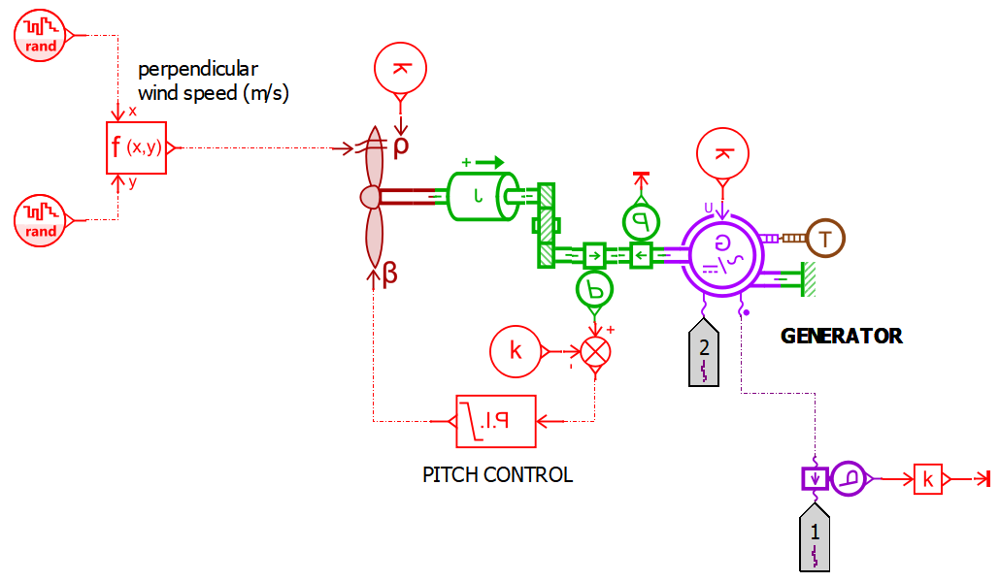 rand
perpendicular
wind speed (m/s)
k
x
f (x,y)
y
rand
ρ
β
+
J
P
k
U
G
T
GENERATOR
P
+
k
-
2
P.I.
PITCH CONTROL
P
k
1